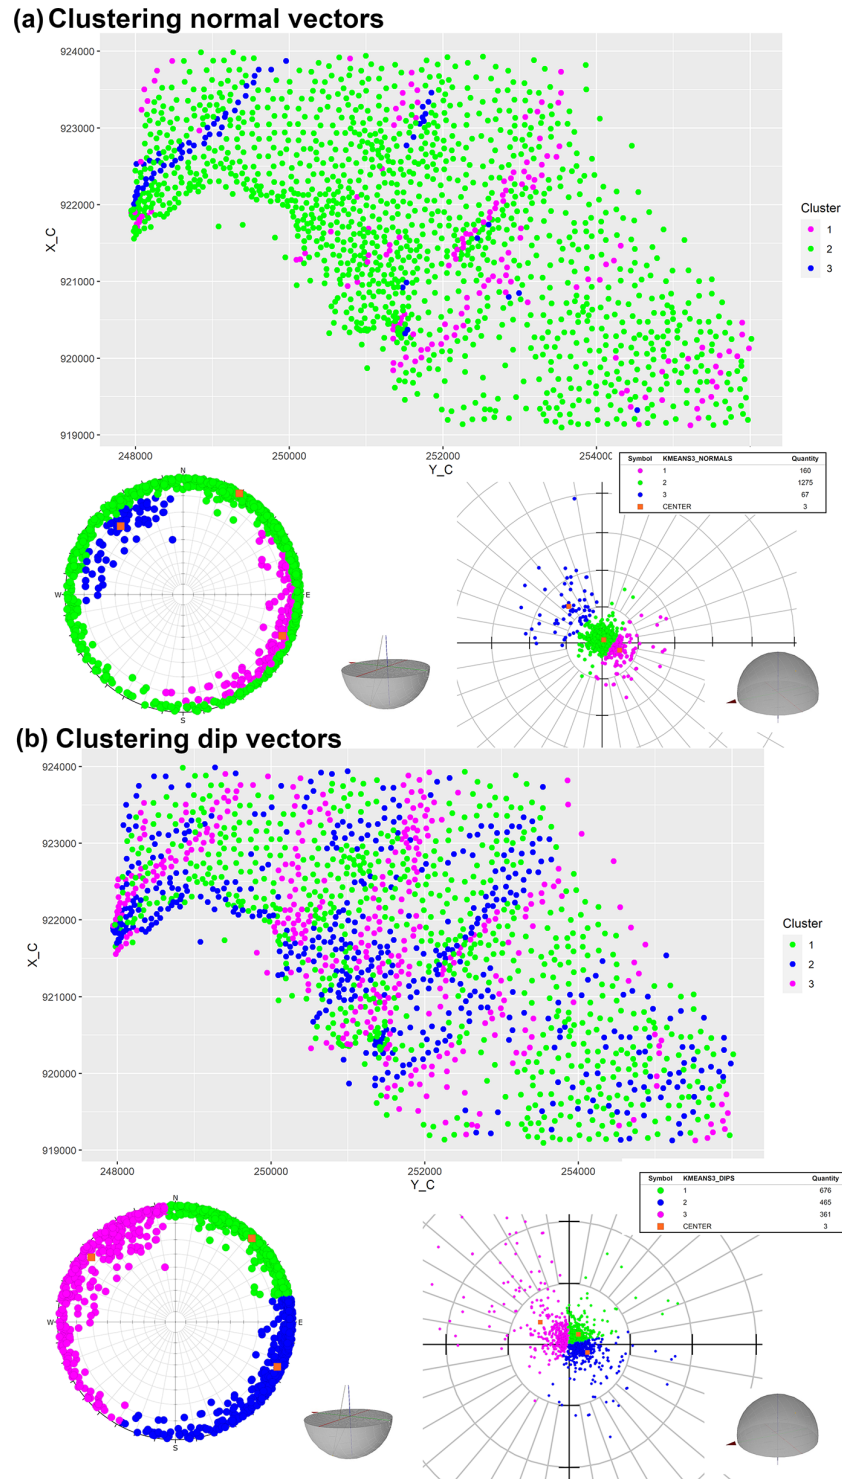 (a) Clustering normal vectors
924000
923000
922000
921000
920000
919000
X_C
248000 250000 252000 254000
Y_C
Cluster
1
2
3
Symbol KMEANS3_NORMALS Quantity
1 160
2 1275
3 67
CENTER 3
N
W E
S
(b) Clustering dip vectors
924000
923000
922000
921000
920000
919000
X_C
248000 250000 252000 254000
Y_C
Cluster
1
2
3
Symbol KMEANS3_DIPS Quantity
1 676
2 465
3 361
CENTER 3
N
W E
S